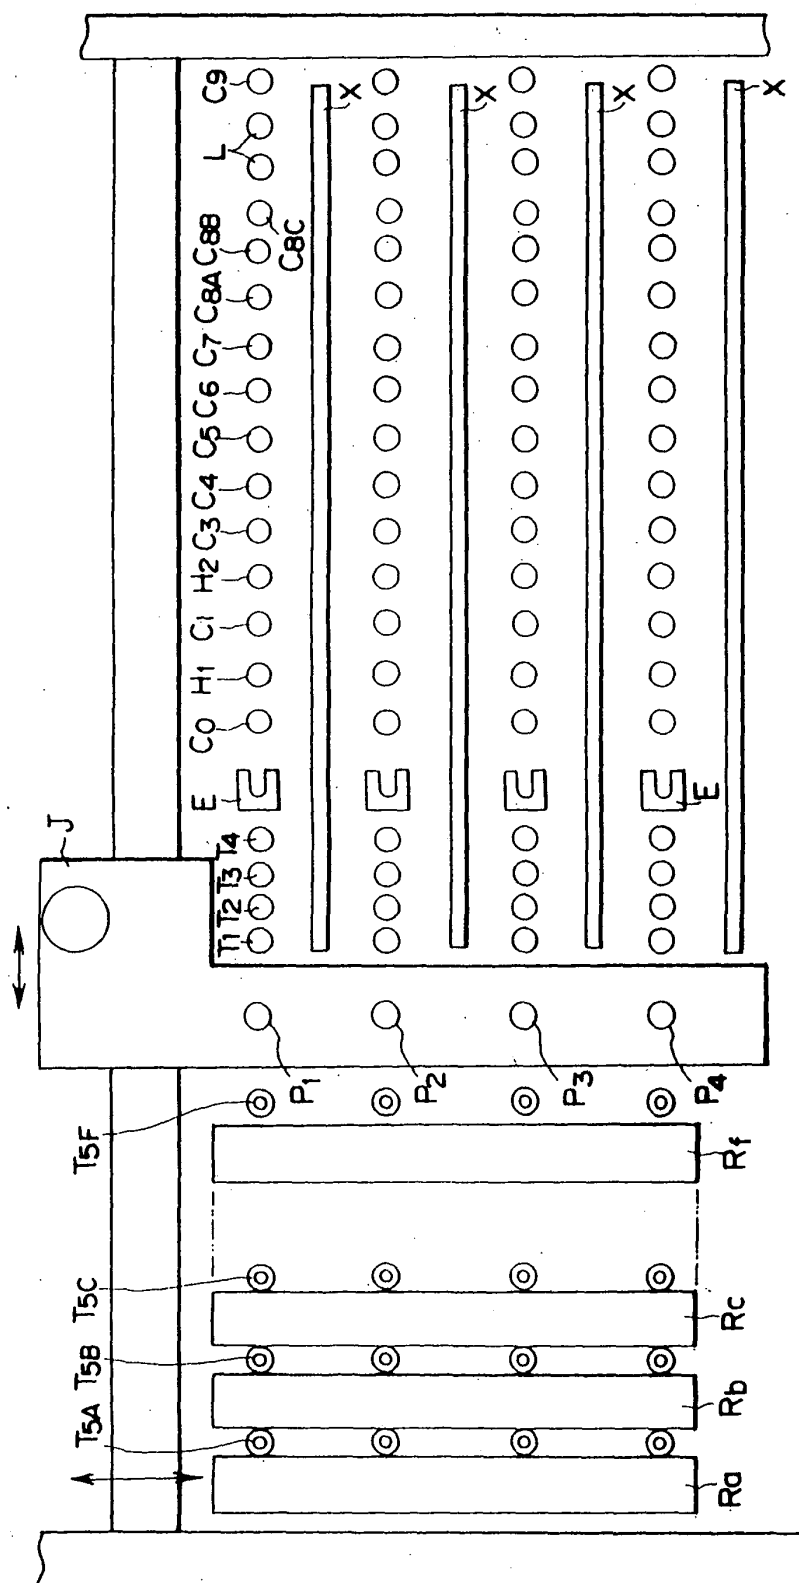 J
T5A T5B T5C T5F
E C0 H1 C1 H2 C3 C4 C5 C6 C7 C8A C8B L C9
T1 T2 T3 T4
C8C
P1
X
P2
X
P3
X
P4
E
Ra Rb Rc Rf
X